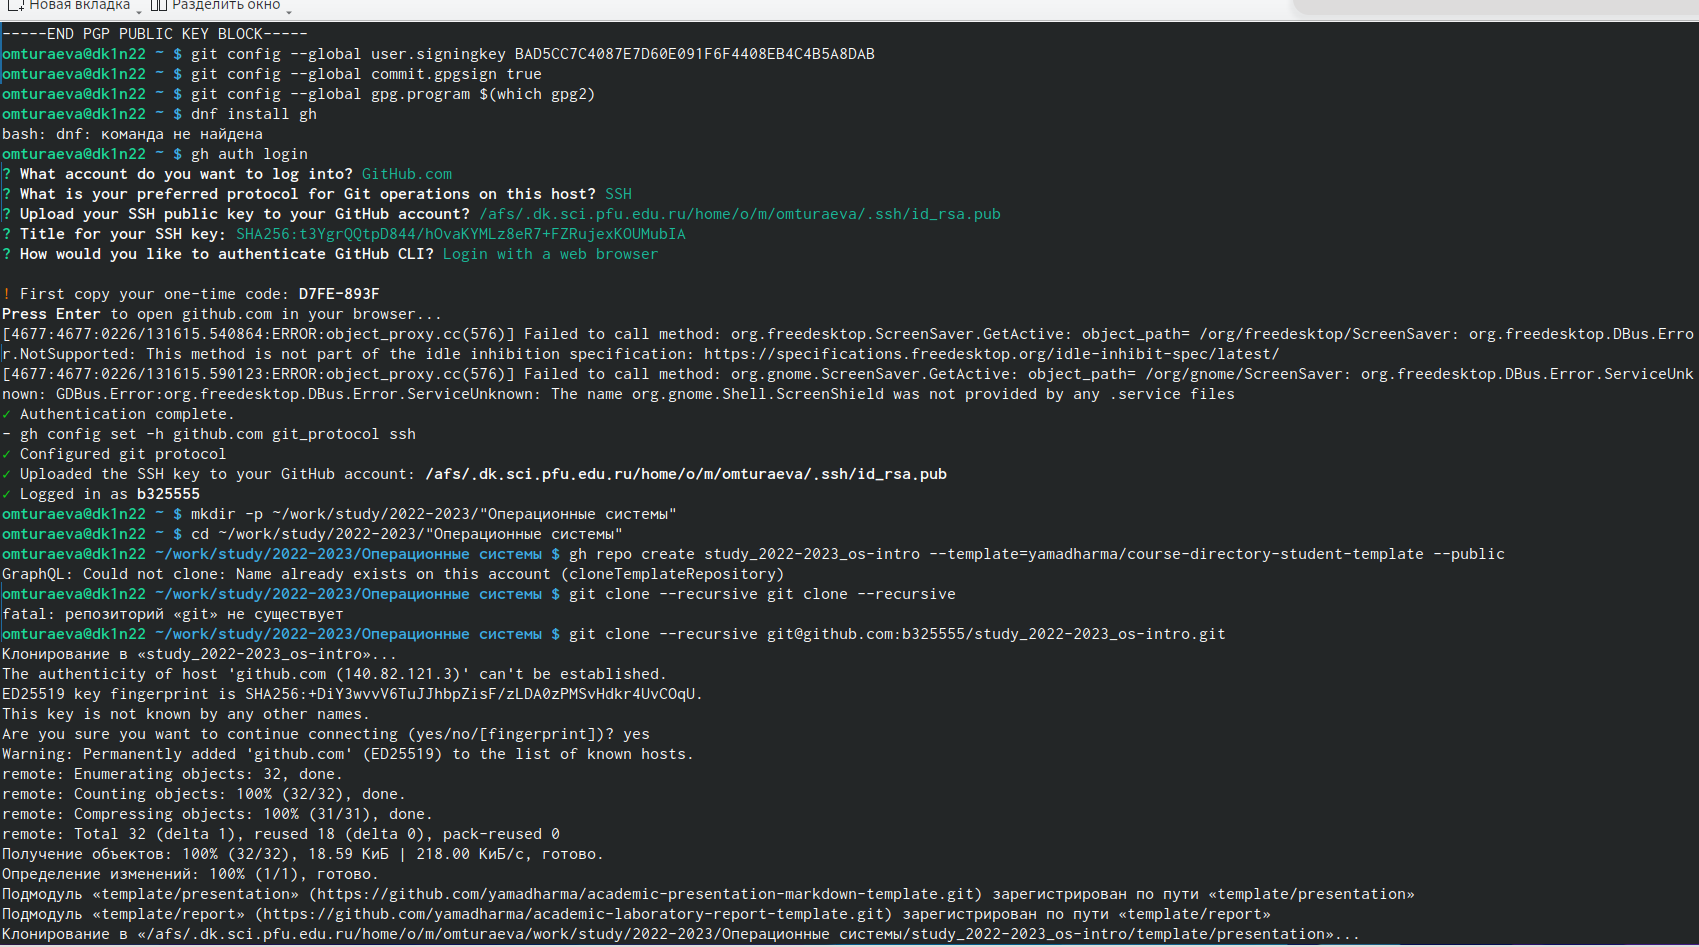 Новая вкладка Разделить окно
-----END PGP PUBLIC KEY BLOCK-----
omturaeva@dk1n22 ~ $ git config --global user.signingkey BAD5CC7C4087E7D60E091F6F4408EB4C4B5A8DAB
omturaeva@dk1n22 ~ $ git config --global commit.gpgsign true
omturaeva@dk1n22 ~ $ git config --global gpg.program $(which gpg2)
omturaeva@dk1n22 ~ $ dnf install gh
bash: dnf: команда не найдена
omturaeva@dk1n22 ~ $ gh auth login
? What account do you want to log into? GitHub.com
? What is your preferred protocol for Git operations on this host? SSH
? Upload your SSH public key to your GitHub account? /afs/.dk.sci.pfu.edu.ru/home/o/m/omturaeva/.ssh/id_rsa.pub
? Title for your SSH key: SHA256:t3YgrQQtpD844/hOvaKYMLz8eR7+FZRujexKOUMubIA
? How would you like to authenticate GitHub CLI? Login with a web browser
! First copy your one-time code: D7FE-893F
Press Enter to open github.com in your browser...
[4677:4677:0226/131615.540864:ERROR:object_proxy.cc(576)] Failed to call method: org.freedesktop.ScreenSaver.GetActive: object_path= /org/freedesktop/ScreenSaver: org.freedesktop.DBus.Erro
r.NotSupported: This method is not part of the idle inhibition specification: https://specifications.freedesktop.org/idle-inhibit-spec/latest/
[4677:4677:0226/131615.590123:ERROR:object_proxy.cc(576)] Failed to call method: org.gnome.ScreenSaver.GetActive: object_path= /org/gnome/ScreenSaver: org.freedesktop.DBus.Error.ServiceUnk
nown: GDBus.Error:org.freedesktop.DBus.Error.ServiceUnknown: The name org.gnome.Shell.ScreenShield was not provided by any .service files
✓ Authentication complete.
- gh config set -h github.com git_protocol ssh
✓ Configured git protocol
✓ Uploaded the SSH key to your GitHub account: /afs/.dk.sci.pfu.edu.ru/home/o/m/omturaeva/.ssh/id_rsa.pub
✓ Logged in as b325555
omturaeva@dk1n22 ~ $ mkdir -p ~/work/study/2022-2023/"Операционные системы"
omturaeva@dk1n22 ~ $ cd ~/work/study/2022-2023/"Операционные системы"
omturaeva@dk1n22 ~/work/study/2022-2023/Операционные системы $ gh repo create study_2022-2023_os-intro --template=yamadharma/course-directory-student-template --public
GraphQL: Could not clone: Name already exists on this account (cloneTemplateRepository)
omturaeva@dk1n22 ~/work/study/2022-2023/Операционные системы $ git clone --recursive git clone --recursive
fatal: репозиторий «git» не существует
omturaeva@dk1n22 ~/work/study/2022-2023/Операционные системы $ git clone --recursive git@github.com:b325555/study_2022-2023_os-intro.git
Клонирование в «study_2022-2023_os-intro»...
The authenticity of host 'github.com (140.82.121.3)' can't be established.
ED25519 key fingerprint is SHA256:+DiY3wvvV6TuJJhbpZisF/zLDA0zPMSvHdkr4UvCOqU.
This key is not known by any other names.
Are you sure you want to continue connecting (yes/no/[fingerprint])? yes
Warning: Permanently added 'github.com' (ED25519) to the list of known hosts.
remote: Enumerating objects: 32, done.
remote: Counting objects: 100% (32/32), done.
remote: Compressing objects: 100% (31/31), done.
remote: Total 32 (delta 1), reused 18 (delta 0), pack-reused 0
Получение объектов: 100% (32/32), 18.59 КиБ | 218.00 КиБ/с, готово.
Определение изменений: 100% (1/1), готово.
Подмодуль «template/presentation» (https://github.com/yamadharma/academic-presentation-markdown-template.git) зарегистрирован по пути «template/presentation»
Подмодуль «template/report» (https://github.com/yamadharma/academic-laboratory-report-template.git) зарегистрирован по пути «template/report»
Клонирование в «/afs/.dk.sci.pfu.edu.ru/home/o/m/omturaeva/work/study/2022-2023/Операционные системы/study_2022-2023_os-intro/template/presentation»...